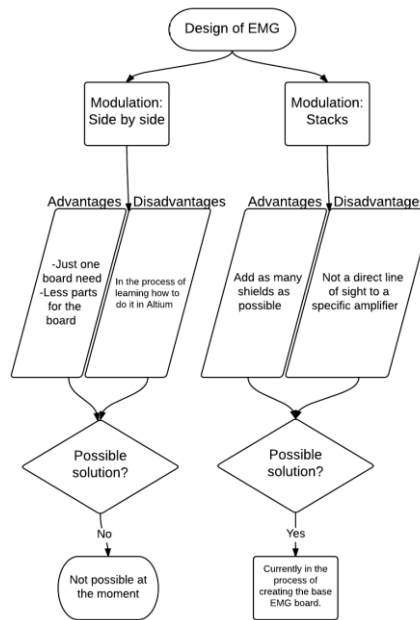 Design of EMG
Modulation:
Side by side
Modulation:
Stacks
Advantages
Disadvantages
-Just one
board need
-Less parts
for the
board
In the process of
learning how to
do it in Altium
Advantages
Disadvantages
Add as many
shields as
possible
Not a direct line
of sight to a
specific amplifier
Possible
solution?
Possible
solution?
No
Yes
Not possible at
the moment
Currently in the
process of
creating the base
EMG board.